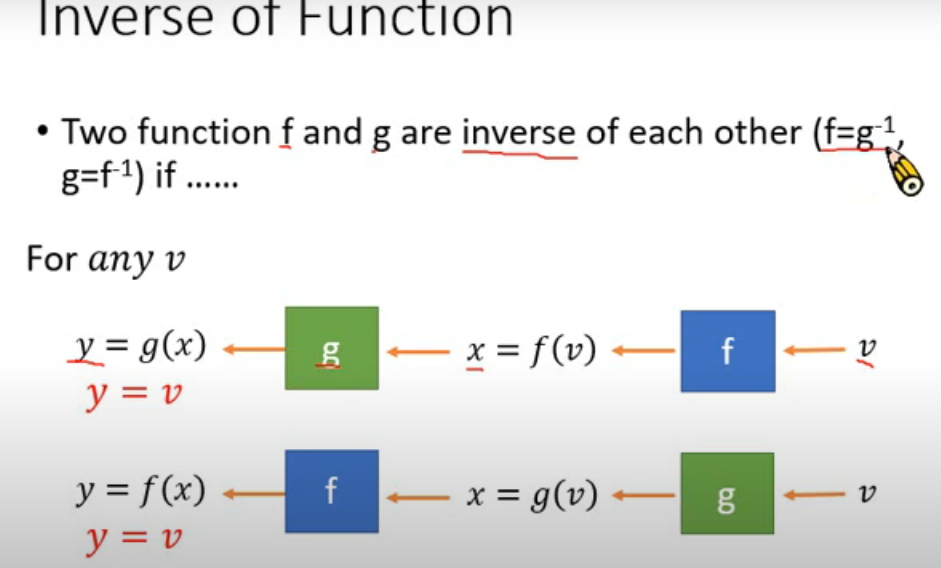 Inverse of Function
• Two function f and g are inverse of each other (f=g⁻¹,
g=f⁻¹) if ……
For any v
y = g(x) g x = f(v) f v
y = v
y = f(x) f x = g(v) g v
y = v